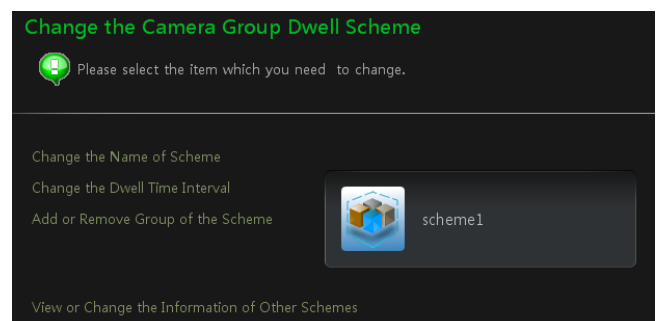 Change the Camera Group Dwell Scheme
Please select the item which you need to change.
Change the Name of Scheme
Change the Dwell Time Interval
Add or Remove Group of the Scheme
scheme1
View or Change the Information of Other Schemes